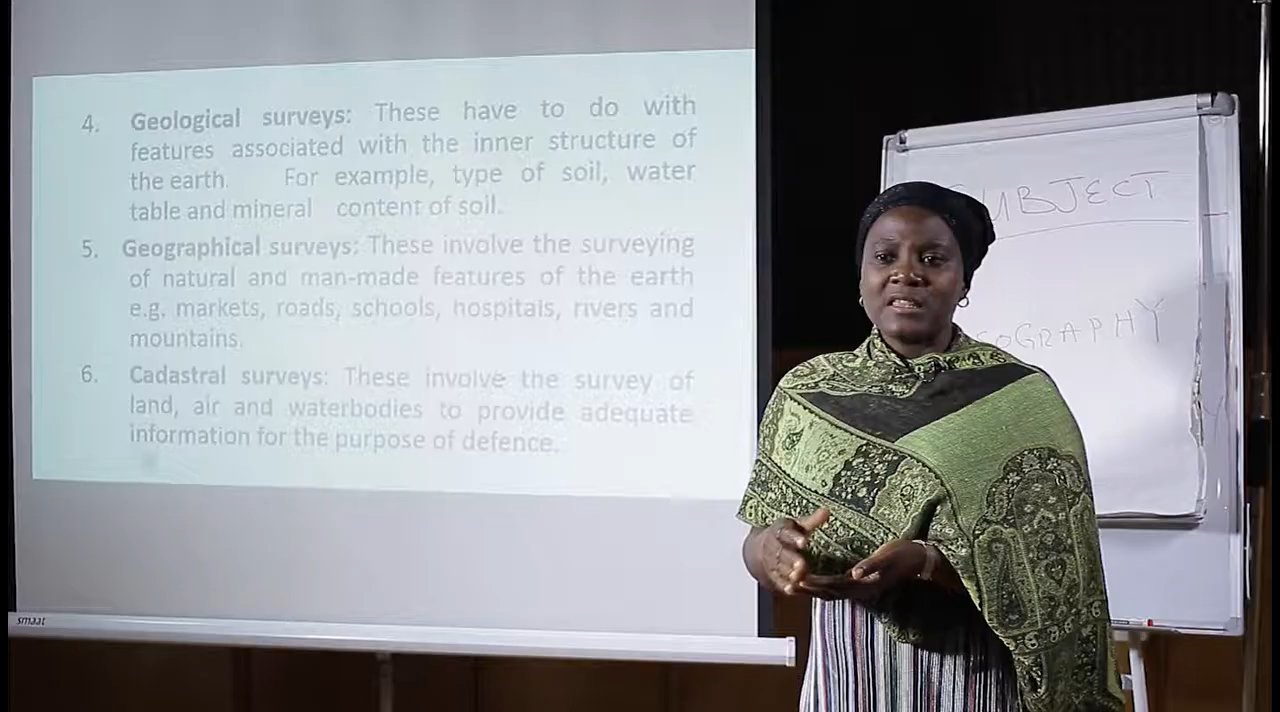 4. Geological surveys: These have to do with
features associated with the inner structure of
the earth. For example, type of soil, water
table and mineral content of soil.
5. Geographical surveys: These involve the surveying
of natural and man-made features of the earth
e.g. markets, roads, schools, hospitals, rivers and
mountains.
6. Cadastral surveys: These involve the survey of
land, air and waterbodies to provide adequate
information for the purpose of defence.
smaat
UBJECT
OGRAPHY